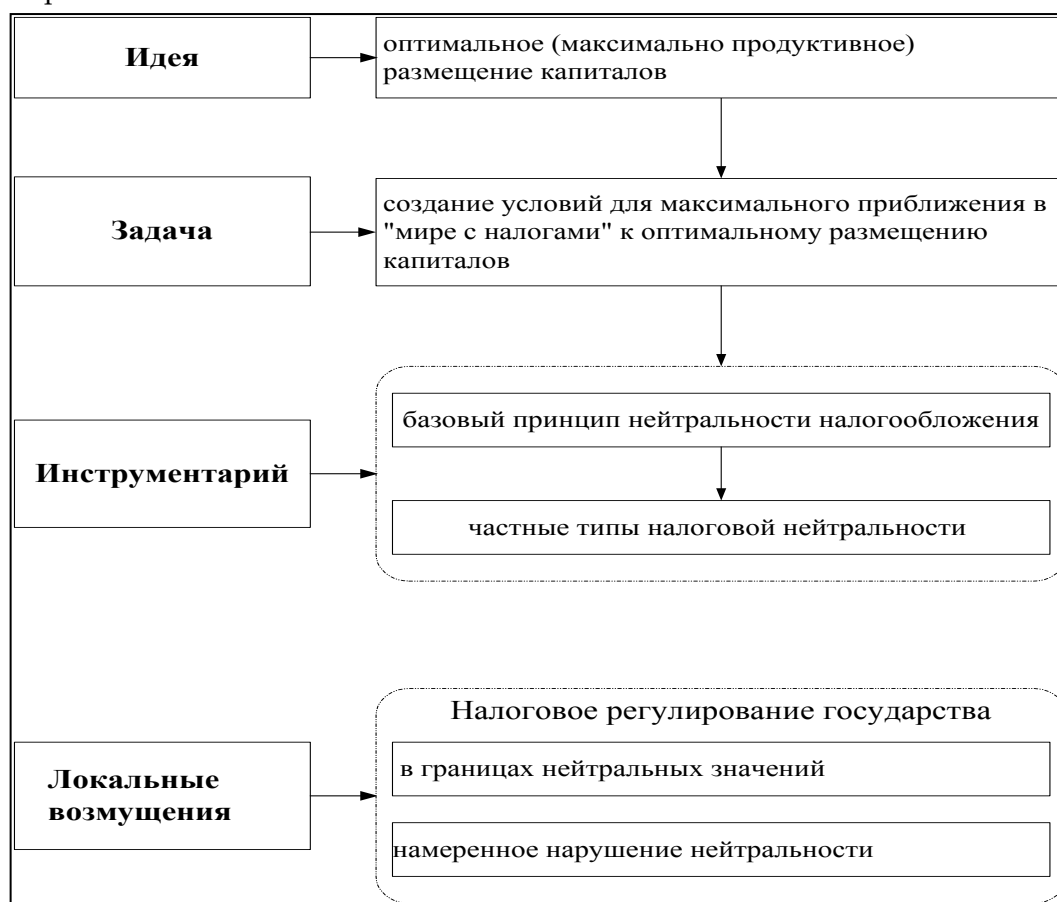 Идея
оптимальное (максимально продуктивное)
размещение капиталов
Задача
создание условий для максимального приближения в
"мире с налогами" к оптимальному размещению
капиталов
Инструментарий
базовый принцип нейтральности налогообложения
частные типы налоговой нейтральности
Локальные
возмущения
Налоговое регулирование государства
в границах нейтральных значений
намеренное нарушение нейтральности